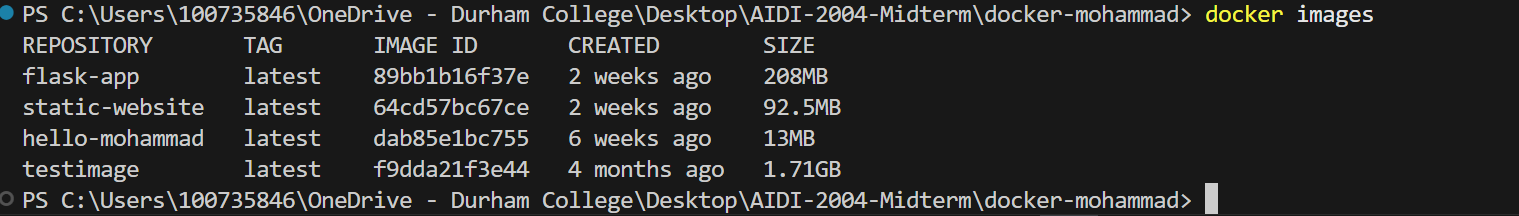 PS C:\Users\100735846\OneDrive - Durham College\Desktop\AIDI-2004-Midterm\docker-mohammad> docker images
REPOSITORY TAG IMAGE ID CREATED SIZE
flask-app latest 89bb1b16f37e 2 weeks ago 208MB
static-website latest 64cd57bc67ce 2 weeks ago 92.5MB
hello-mohammad latest dab85e1bc755 6 weeks ago 13MB
testimage latest f9dda21f3e44 4 months ago 1.71GB
PS C:\Users\100735846\OneDrive - Durham College\Desktop\AIDI-2004-Midterm\docker-mohammad>